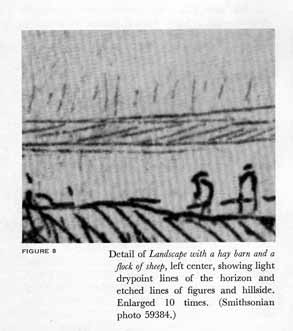 FIGURE 8
Detail of Landscape with a hay barn and a
flock of sheep, left center, showing light
drypoint lines of the horizon and
etched lines of figures and hillside.
Enlarged 10 times. (Smithsonian
photo 59384.)